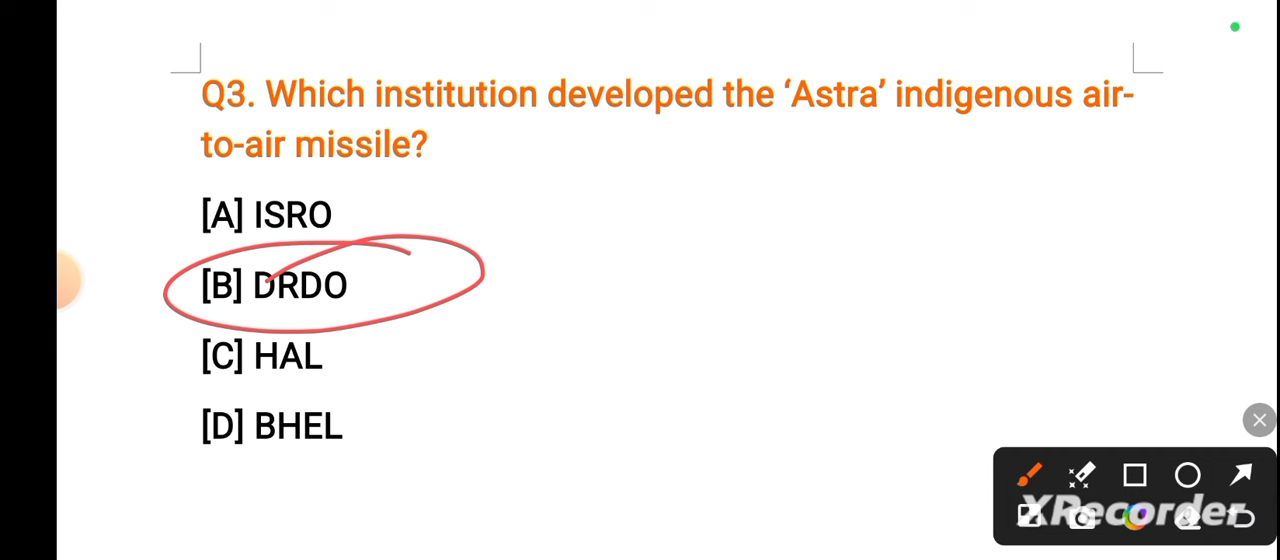 Q3. Which institution developed the ‘Astra’ indigenous air-
to-air missile?
[A] ISRO
[B] DRDO
[C] HAL
[D] BHEL
XRecorder